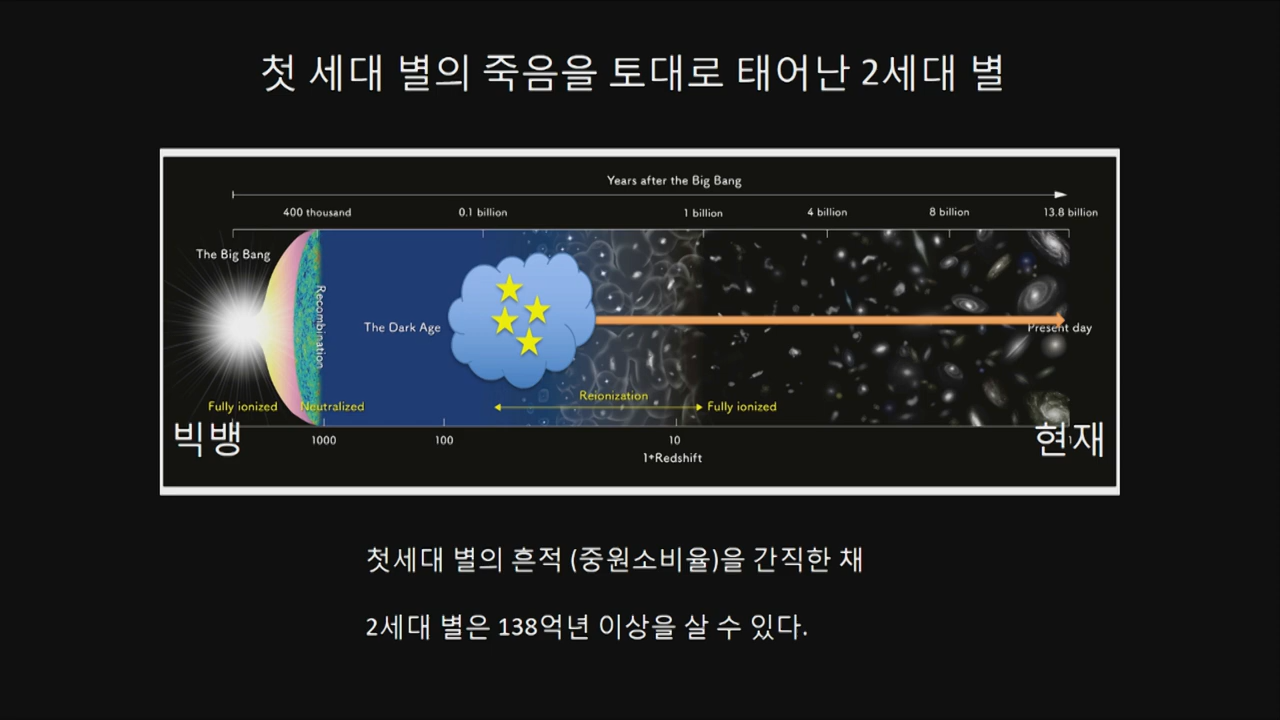 첫 세대 별의 죽음을 토대로 태어난 2세대 별
Years after the Big Bang
400 thousand 0.1 billion 1 billion 4 billion 8 billion 13.8 billion
The Big Bang
Recombination
The Dark Age
Present day
Reionization
Fully ionized Neutralized Fully ionized
빅뱅 현재
1000 100 10 1
1+Redshift
첫세대 별의 흔적 (중원소비율)을 간직한 채
2세대 별은 138억년 이상을 살 수 있다.